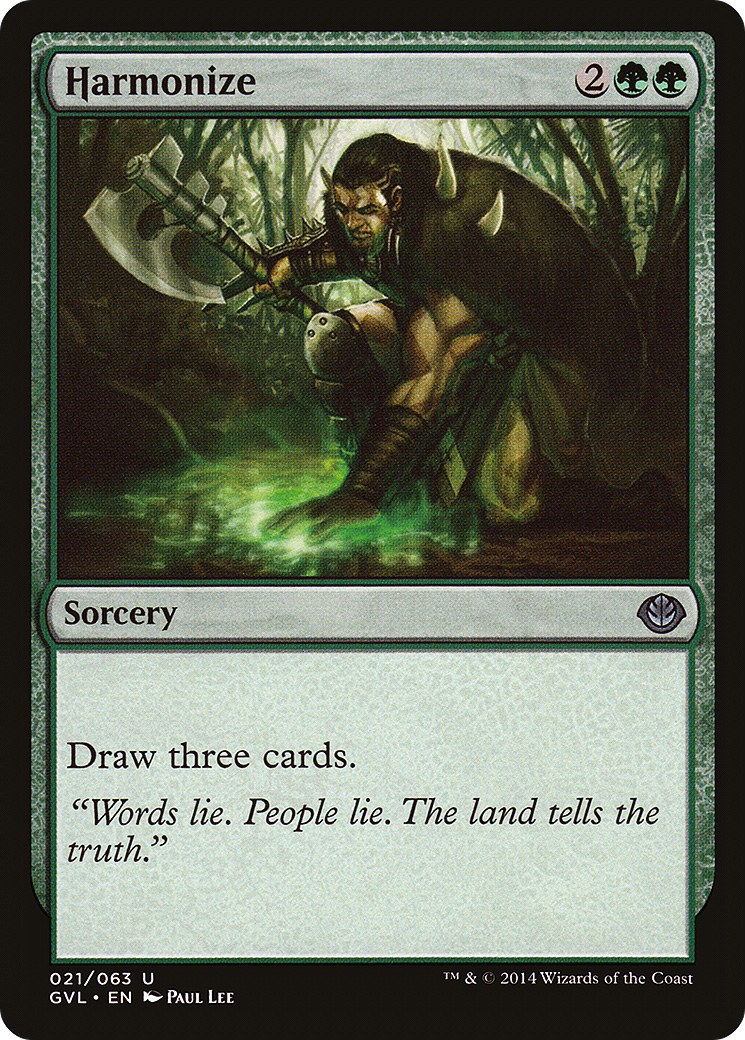 Harmonize 2
Sorcery
Draw three cards.
“Words lie. People lie. The land tells the
truth.”
021/063 U
™ & © 2014 Wizards of the Coast
GVL • EN Paul Lee